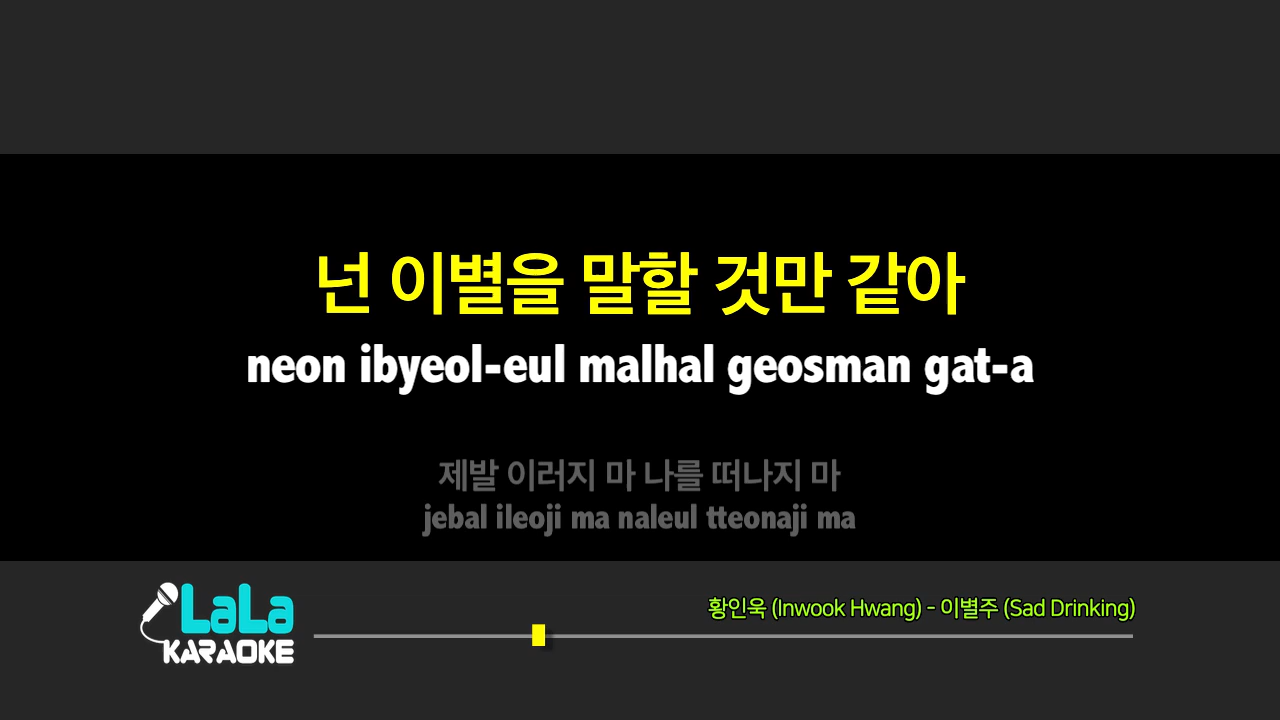 넌 이별을 말할 것만 같아
neon ibyeol-eul malhal geosman gat-a
제발 이러지 마 나를 떠나지 마
jebal ileoji ma naleul tteonaji ma
황인욱 (Inwook Hwang) - 이별주 (Sad Drinking)
LaLa
KARAOKE